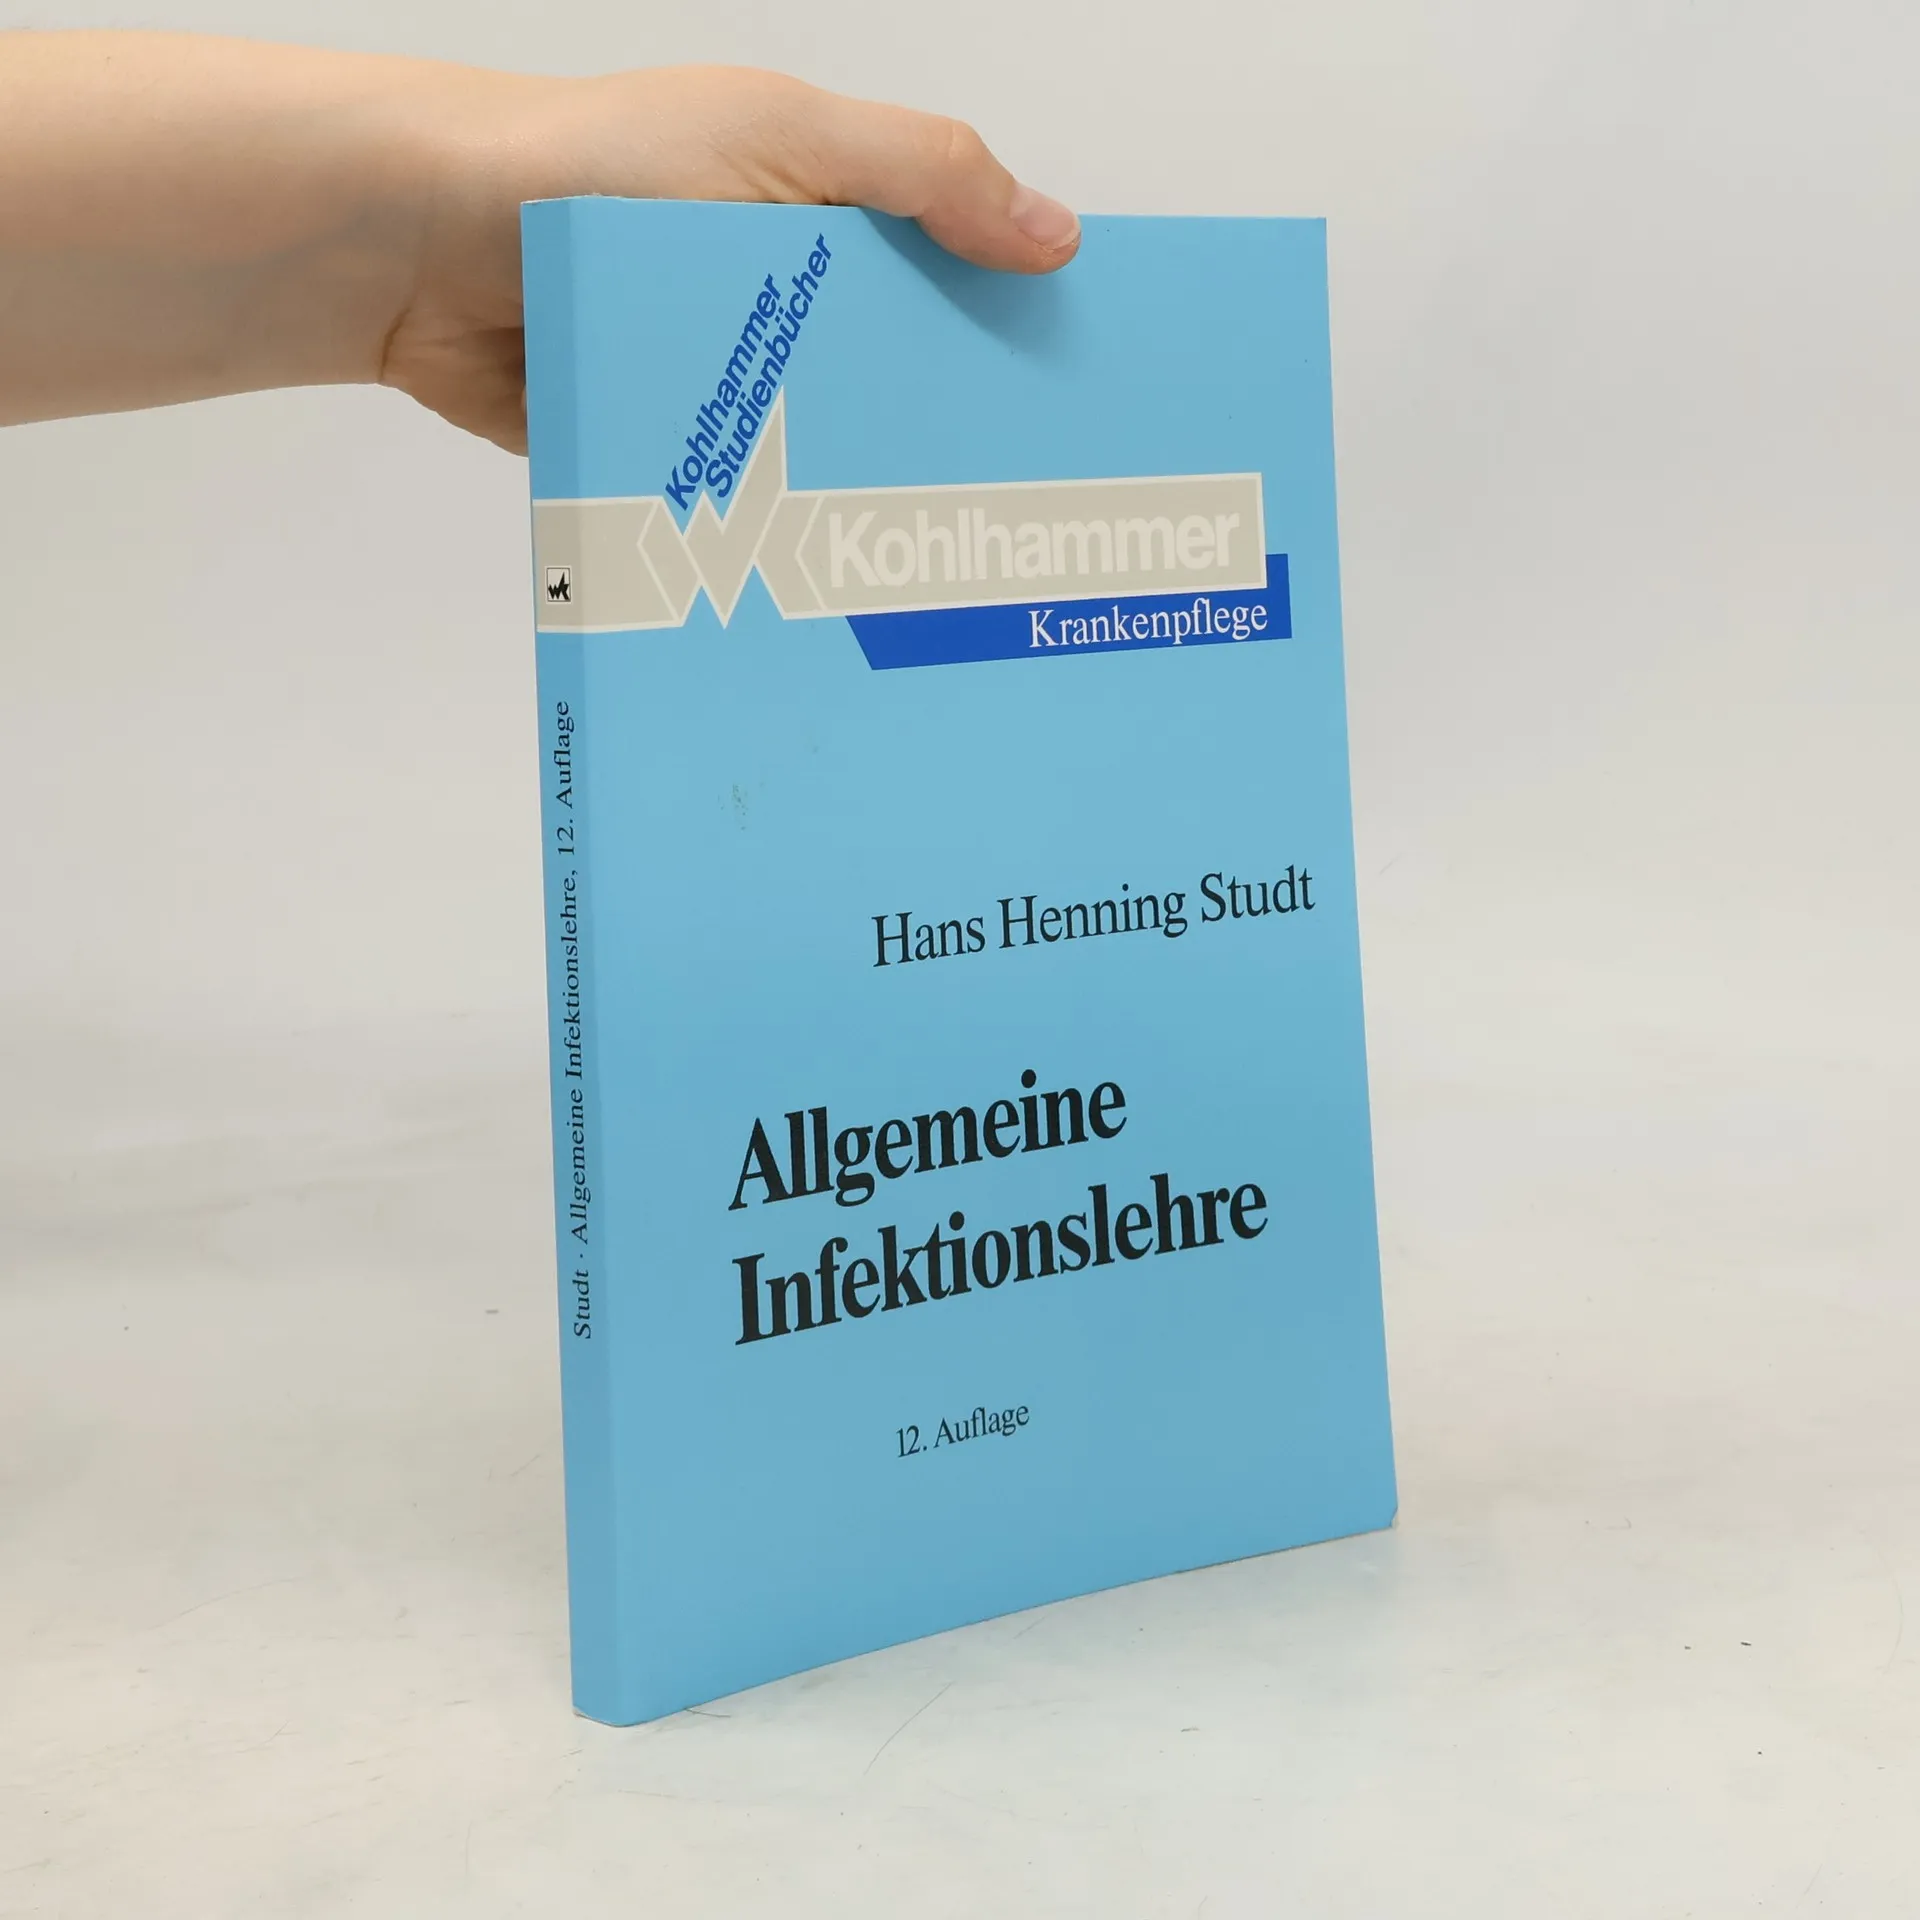 Kohlhammer
Studienbücher
Kohlhammer
Krankenpflege
Hans Henning Studt
Allgemeine
Infektionslehre
12. Auflage
Studt · Allgemeine Infektionslehre, 12. Auflage